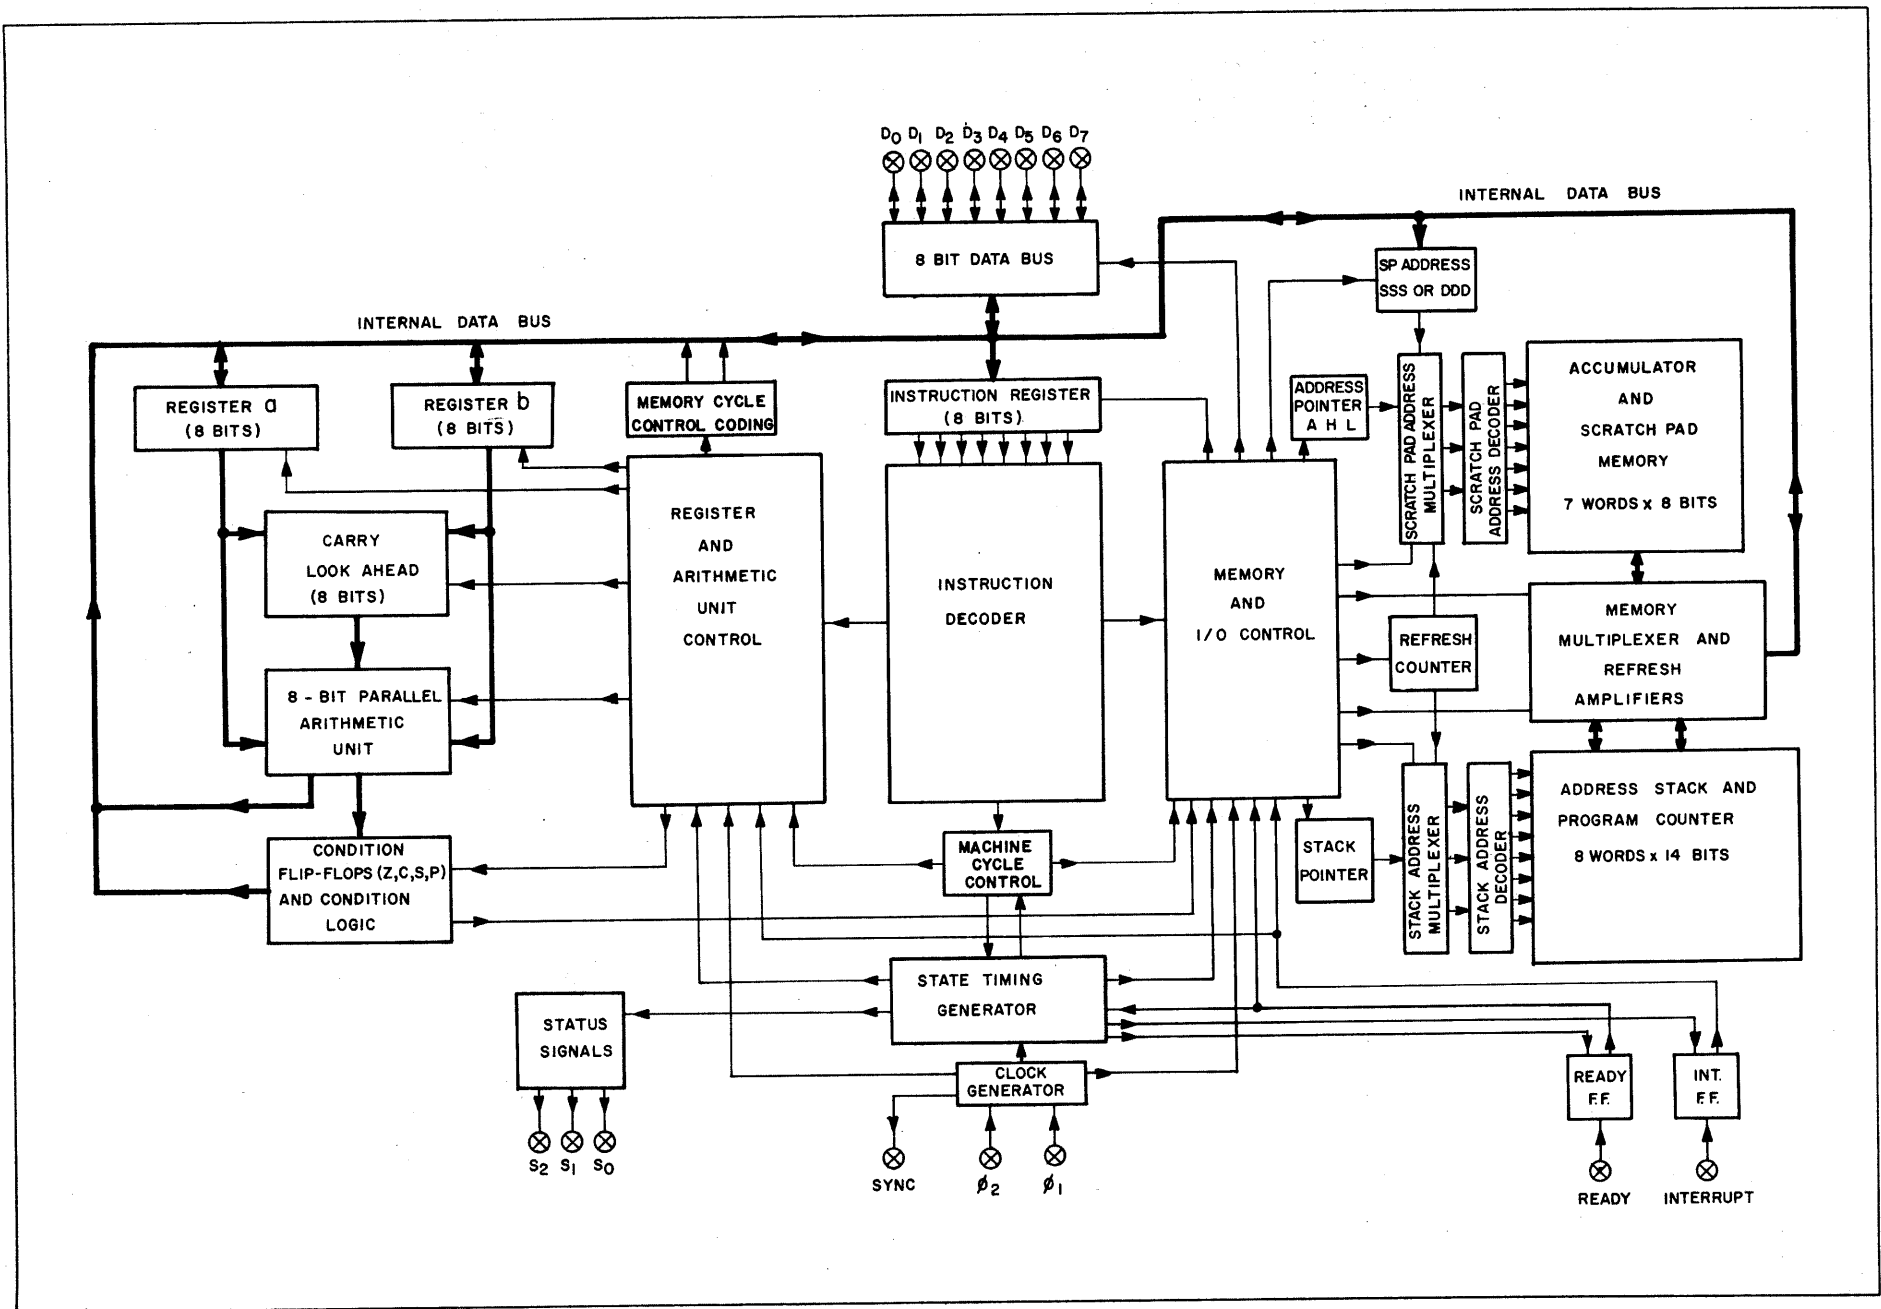 D0 D1 D2 D3 D4 D5 D6 D7
INTERNAL DATA BUS
8 BIT DATA BUS
SP ADDRESS
SSS OR DDD
INTERNAL DATA BUS
REGISTER a
(8 BITS)
REGISTER b
(8 BITS)
MEMORY CYCLE
CONTROL CODING
INSTRUCTION REGISTER
(8 BITS)
ADDRESS
POINTER
A H L
SCRATCH PAD ADDRESS
MULTIPLEXER
SCRATCH PAD
ADDRESS DECODER
ACCUMULATOR
AND
SCRATCH PAD
MEMORY
7 WORDS x 8 BITS
CARRY
LOOK AHEAD
(8 BITS)
REGISTER
AND
ARITHMETIC
UNIT
CONTROL
INSTRUCTION
DECODER
MEMORY
AND
I/O CONTROL
REFRESH
COUNTER
MEMORY
MULTIPLEXER AND
REFRESH
AMPLIFIERS
8-BIT PARALLEL
ARITHMETIC
UNIT
CONDITION
FLIP-FLOPS (Z,C,S,P)
AND CONDITION
LOGIC
MACHINE
CYCLE
CONTROL
STACK
POINTER
STACK ADDRESS
MULTIPLEXER
STACK ADDRESS
DECODER
ADDRESS STACK AND
PROGRAM COUNTER
8 WORDS x 14 BITS
STATE TIMING
GENERATOR
STATUS
SIGNALS
CLOCK
GENERATOR
READY
F.F.
INT.
F.F.
S2 S1 S0
SYNC
ϕ2
ϕ1
READY
INTERRUPT